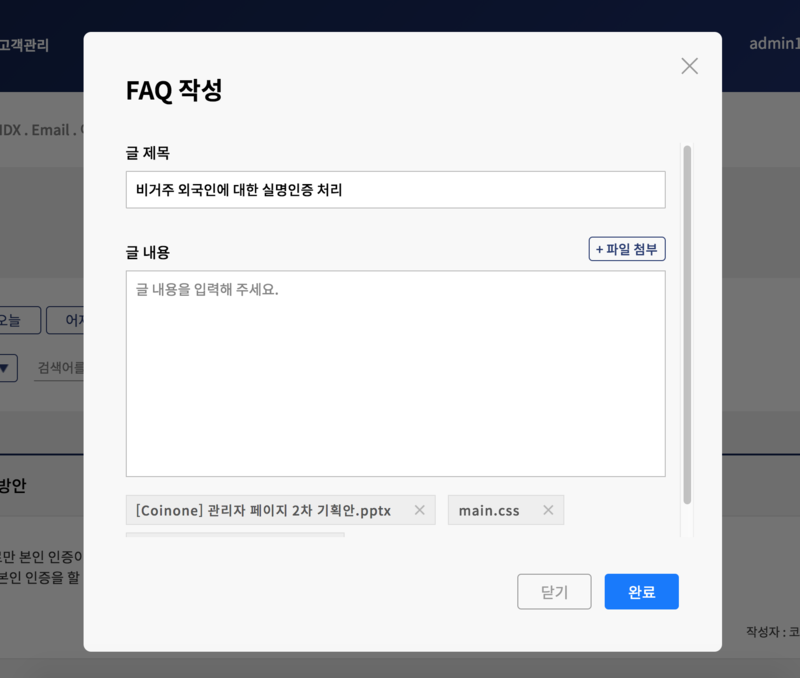 고객관리
admin1
IDX . Email .
FAQ 작성
글 제목
비거주 외국인에 대한 실명인증 처리
글 내용
+ 파일 첨부
글 내용을 입력해 주세요.
오늘
검색어를
방안
[Coinone] 관리자 페이지 2차 기획안.pptx
main.css
만 본인 인증이
본인 인증을 할
닫기
완료
작성자 : 코